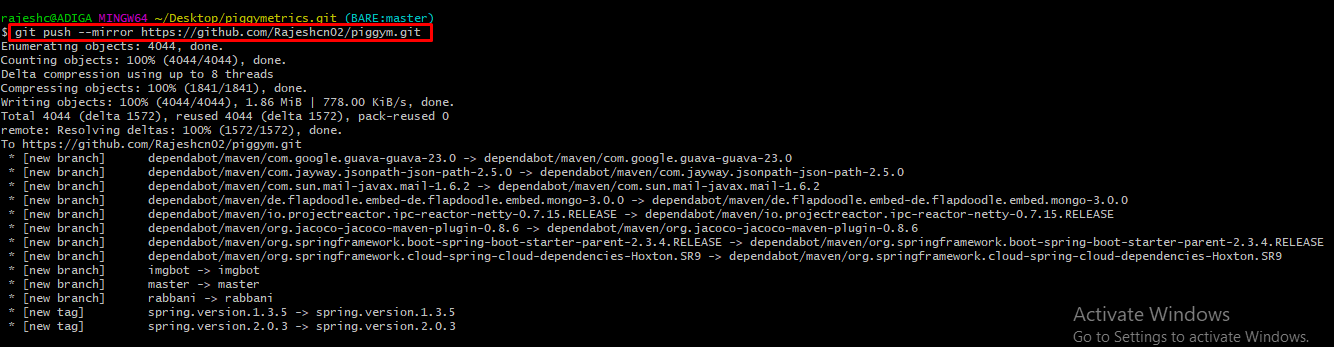 rajeshc@ADIGA MINGW64 ~/Desktop/piggymetrics.git (BARE:master)
$ git push --mirror https://github.com/Rajeshcn02/piggym.git
Enumerating objects: 4044, done.
Counting objects: 100% (4044/4044), done.
Delta compression using up to 8 threads
Compressing objects: 100% (1841/1841), done.
Writing objects: 100% (4044/4044), 1.86 MiB | 778.00 KiB/s, done.
Total 4044 (delta 1572), reused 4044 (delta 1572), pack-reused 0
remote: Resolving deltas: 100% (1572/1572), done.
To https://github.com/Rajeshcn02/piggym.git
 * [new branch]      dependabot/maven/com.google.guava-guava-23.0 -> dependabot/maven/com.google.guava-guava-23.0
 * [new branch]      dependabot/maven/com.jayway.jsonpath-json-path-2.5.0 -> dependabot/maven/com.jayway.jsonpath-json-path-2.5.0
 * [new branch]      dependabot/maven/com.sun.mail-javax.mail-1.6.2 -> dependabot/maven/com.sun.mail-javax.mail-1.6.2
 * [new branch]      dependabot/maven/de.flapdoodle.embed-de.flapdoodle.embed.mongo-3.0.0 -> dependabot/maven/de.flapdoodle.embed-de.flapdoodle.embed.mongo-3.0.0
 * [new branch]      dependabot/maven/io.projectreactor.ipc-reactor-netty-0.7.15.RELEASE -> dependabot/maven/io.projectreactor.ipc-reactor-netty-0.7.15.RELEASE
 * [new branch]      dependabot/maven/org.jacoco-jacoco-maven-plugin-0.8.6 -> dependabot/maven/org.jacoco-jacoco-maven-plugin-0.8.6
 * [new branch]      dependabot/maven/org.springframework.boot-spring-boot-starter-parent-2.3.4.RELEASE -> dependabot/maven/org.springframework.boot-spring-boot-starter-parent-2.3.4.RELEASE
 * [new branch]      dependabot/maven/org.springframework.cloud-spring-cloud-dependencies-Hoxton.SR9 -> dependabot/maven/org.springframework.cloud-spring-cloud-dependencies-Hoxton.SR9
 * [new branch]      imgbot -> imgbot
 * [new branch]      master -> master
 * [new branch]      rabbani -> rabbani
 * [new tag]         spring.version.1.3.5 -> spring.version.1.3.5
 * [new tag]         spring.version.2.0.3 -> spring.version.2.0.3
Activate Windows
Go to Settings to activate Windows.